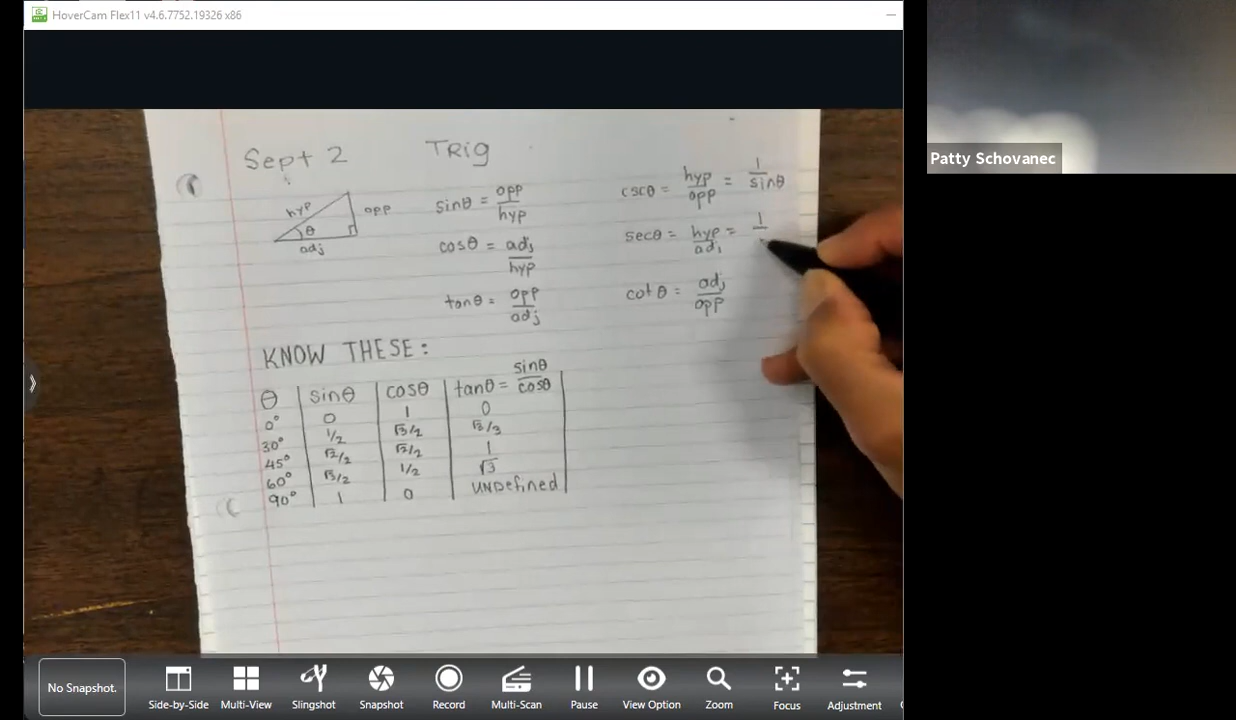 HoverCam Flex11 v4.6.7752.19326 x86
Patty Schovanec
Sept 2 Trig
hyp opp θ adj
sinθ = opp/hyp
cscθ = hyp/opp = 1/sinθ
cosθ = adj/hyp
secθ = hyp/adj = 1/
tanθ = opp/adj
cotθ = adj/opp
KNOW THESE:
θ sinθ cosθ tanθ = sinθ/cosθ
0° 0 1 0
30° 1/2 √3/2 √3/3
45° √2/2 √2/2 1
60° √3/2 1/2 √3
90° 1 0 UNDefined
No Snapshot.
Side-by-Side Multi-View Slingshot Snapshot Record Multi-Scan Pause View Option Zoom Focus Adjustment